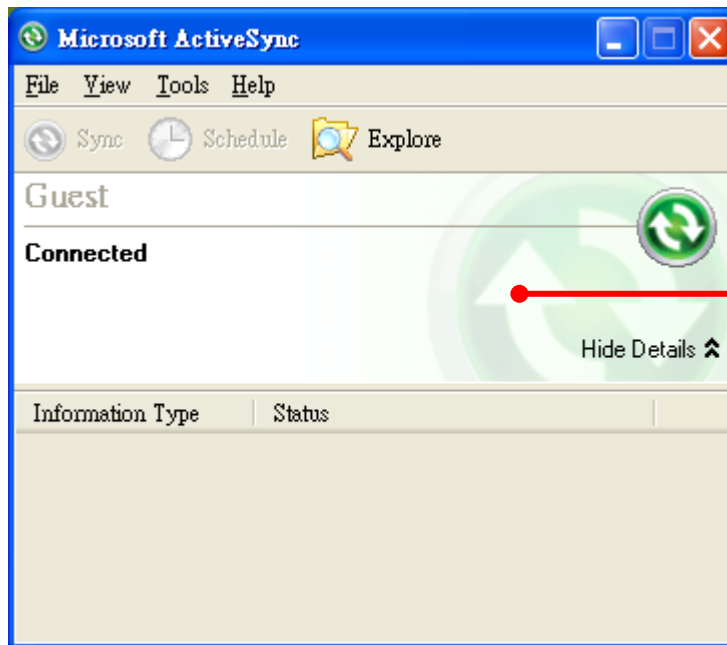 Microsoft ActiveSync
File View Tools Help
Sync Schedule Explore
Guest
Connected
Hide Details
Information Type Status